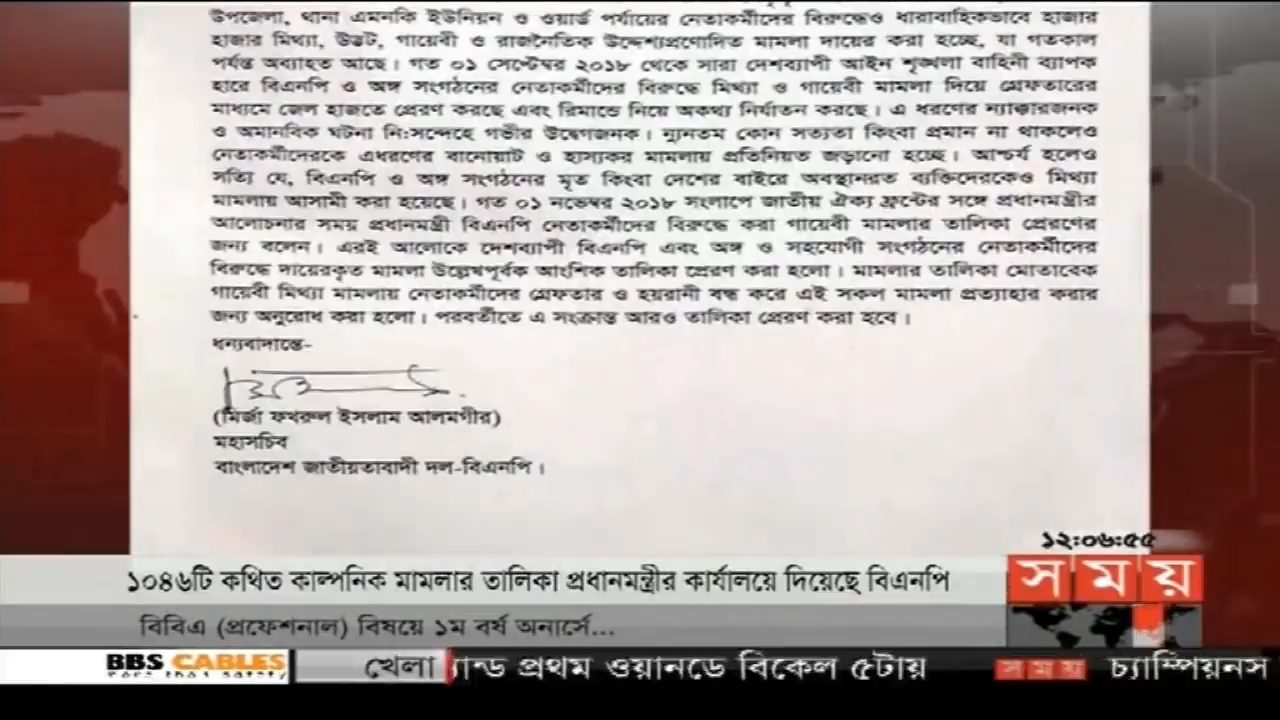 উপজেলা, থানা এমনকি ইউনিয়ন ও ওয়ার্ড পর্যায়ের নেতাকর্মীদের বিরুদ্ধেও ধারাবাহিকভাবে হাজার
হাজার মিথ্যা, উদ্ভট, গায়েবী ও রাজনৈতিক উদ্দেশ্যপ্রণোদিত মামলা দায়ের করা হচ্ছে, যা গতকাল
পর্যন্ত অব্যাহত আছে। গত ০১ সেপ্টেম্বর ২০১৮ থেকে সারা দেশব্যাপী আইন শৃঙ্খলা বাহিনী ব্যাপক
হারে বিএনপি ও অঙ্গ সংগঠনের নেতাকর্মীদের বিরুদ্ধে মিথ্যা ও গায়েবী মামলা দিয়ে গ্রেফতারের
মাধ্যমে জেল হাজতে প্রেরণ করছে এবং রিমান্ডে নিয়ে অকথ্য নির্যাতন করছে। এ ধরণের ন্যাক্কারজনক
ও অমানবিক ঘটনা নিঃসন্দেহে গভীর উদ্বেগজনক। ন্যুনতম কোন সত্যতা কিংবা প্রমান না থাকলেও
নেতাকর্মীদেরকে এধরণের বানোয়াট ও হাস্যকর মামলায় প্রতিনিয়ত জড়ানো হচ্ছে। আশ্চর্য হলেও
সত্যি যে, বিএনপি ও অঙ্গ সংগঠনের মৃত কিংবা দেশের বাইরে অবস্থানরত ব্যক্তিদেরকেও মিথ্যা
মামলায় আসামী করা হয়েছে। গত ০১ নভেম্বর ২০১৮ সংলাপে জাতীয় ঐক্য ফ্রন্টের সঙ্গে প্রধানমন্ত্রীর
আলোচনার সময় প্রধানমন্ত্রী বিএনপি নেতাকর্মীদের বিরুদ্ধে করা গায়েবী মামলার তালিকা প্রেরণের
জন্য বলেন। এরই আলোকে দেশব্যাপী বিএনপি এবং অঙ্গ ও সহযোগী সংগঠনের নেতাকর্মীদের
বিরুদ্ধে দায়েরকৃত মামলা উল্লেখপূর্বক আংশিক তালিকা প্রেরণ করা হলো। মামলার তালিকা মোতাবেক
গায়েবী মিথ্যা মামলায় নেতাকর্মীদের গ্রেফতার ও হয়রানী বন্ধ করে এই সকল মামলা প্রত্যাহার করার
জন্য অনুরোধ করা হলো। পরবর্তীতে এ সংক্রান্ত আরও তালিকা প্রেরণ করা হবে।
ধন্যবাদান্তে-
(মির্জা ফখরুল ইসলাম আলমগীর)
মহাসচিব
বাংলাদেশ জাতীয়তাবাদী দল-বিএনপি।
১২:০৬:৫৫
১০৪৬টি কথিত কাল্পনিক মামলার তালিকা প্রধানমন্ত্রীর কার্যালয়ে দিয়েছে বিএনপি
সময়
বিবিএ (প্রফেশনাল) বিষয়ে ১ম বর্ষ অনার্সে...
BBS CABLES
more than safety
খেলা
্যান্ড প্রথম ওয়ানডে বিকেল ৫টায় সময় চ্যাম্পিয়নস